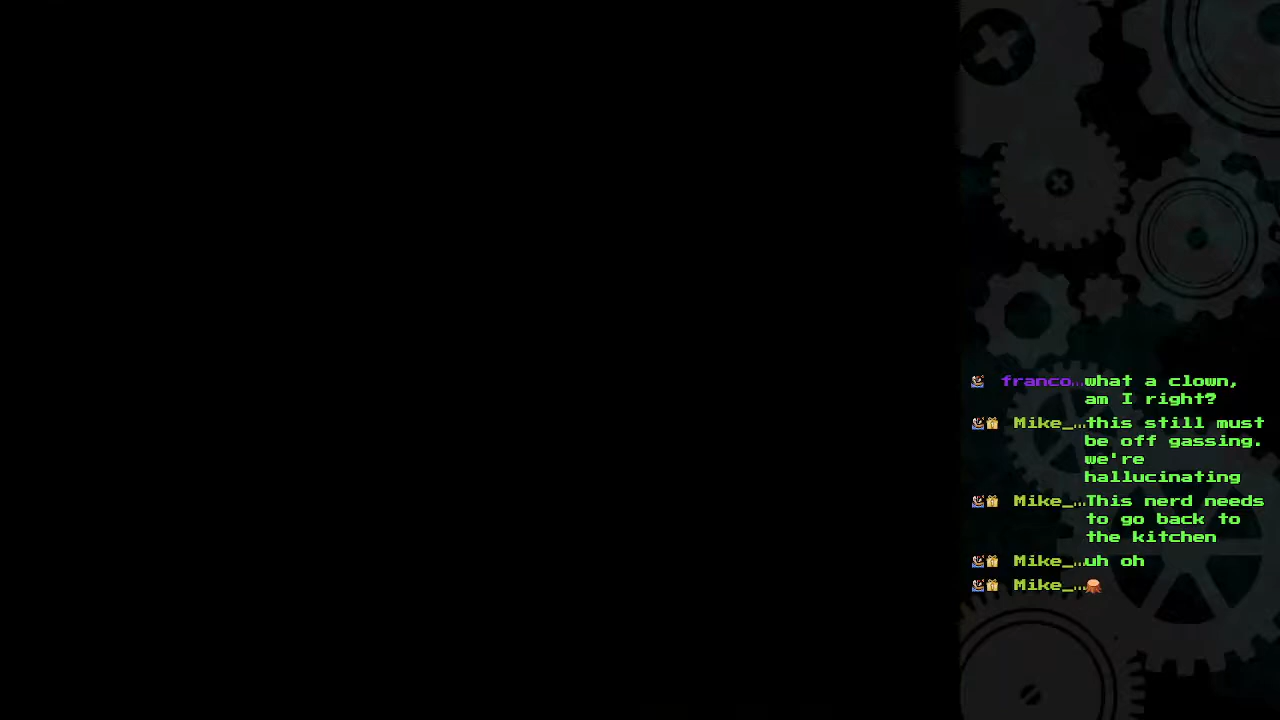 franco…what a clown,
am I right?
Mike_…this still must
be off gassing.
we're
hallucinating
Mike_…This nerd needs
to go back to
the kitchen
Mike_…uh oh
Mike_…